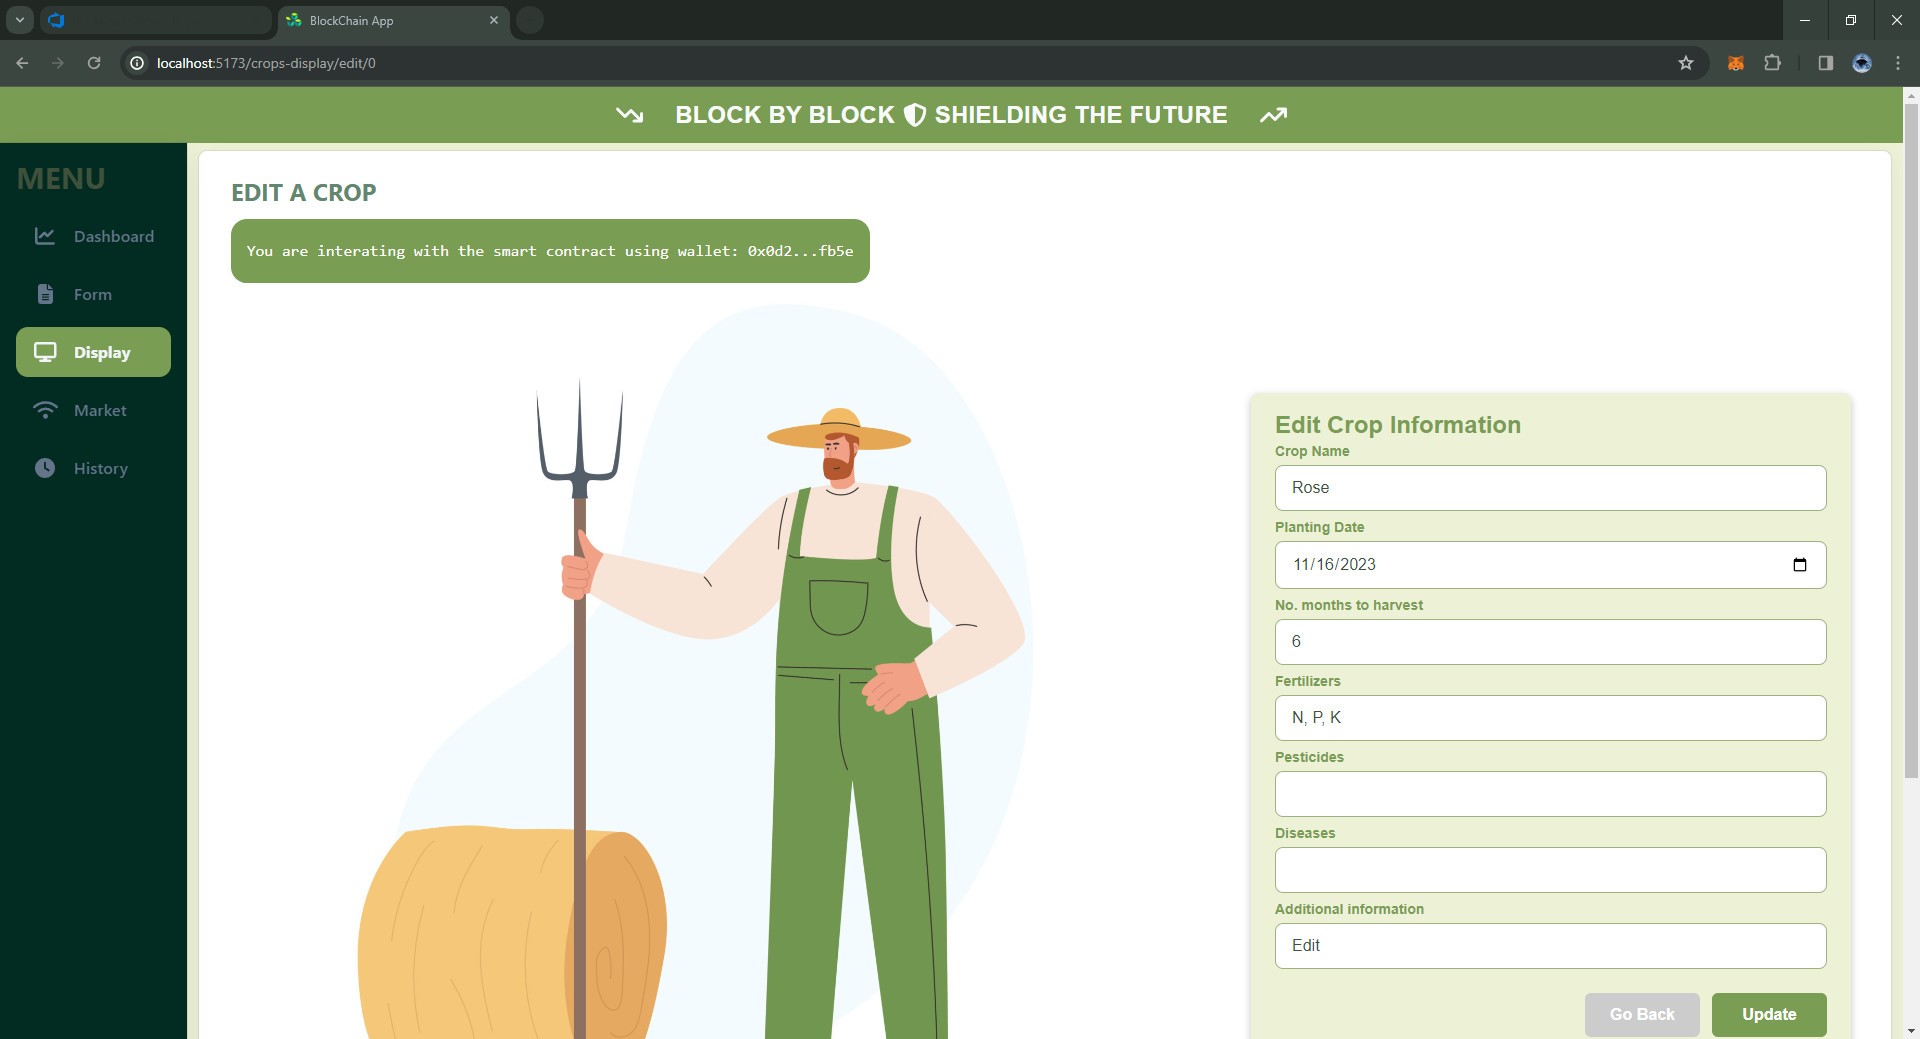 BlockChain App
localhost:5173/crops-display/edit/0
BLOCK BY BLOCK SHIELDING THE FUTURE
MENU
Dashboard
Form
Display
Market
History
EDIT A CROP
You are interating with the smart contract using wallet: 0x0d2...fb5e
Edit Crop Information
Crop Name
Rose
Planting Date
11/16/2023
No. months to harvest
6
Fertilizers
N, P, K
Pesticides
Diseases
Additional information
Edit
Go Back
Update